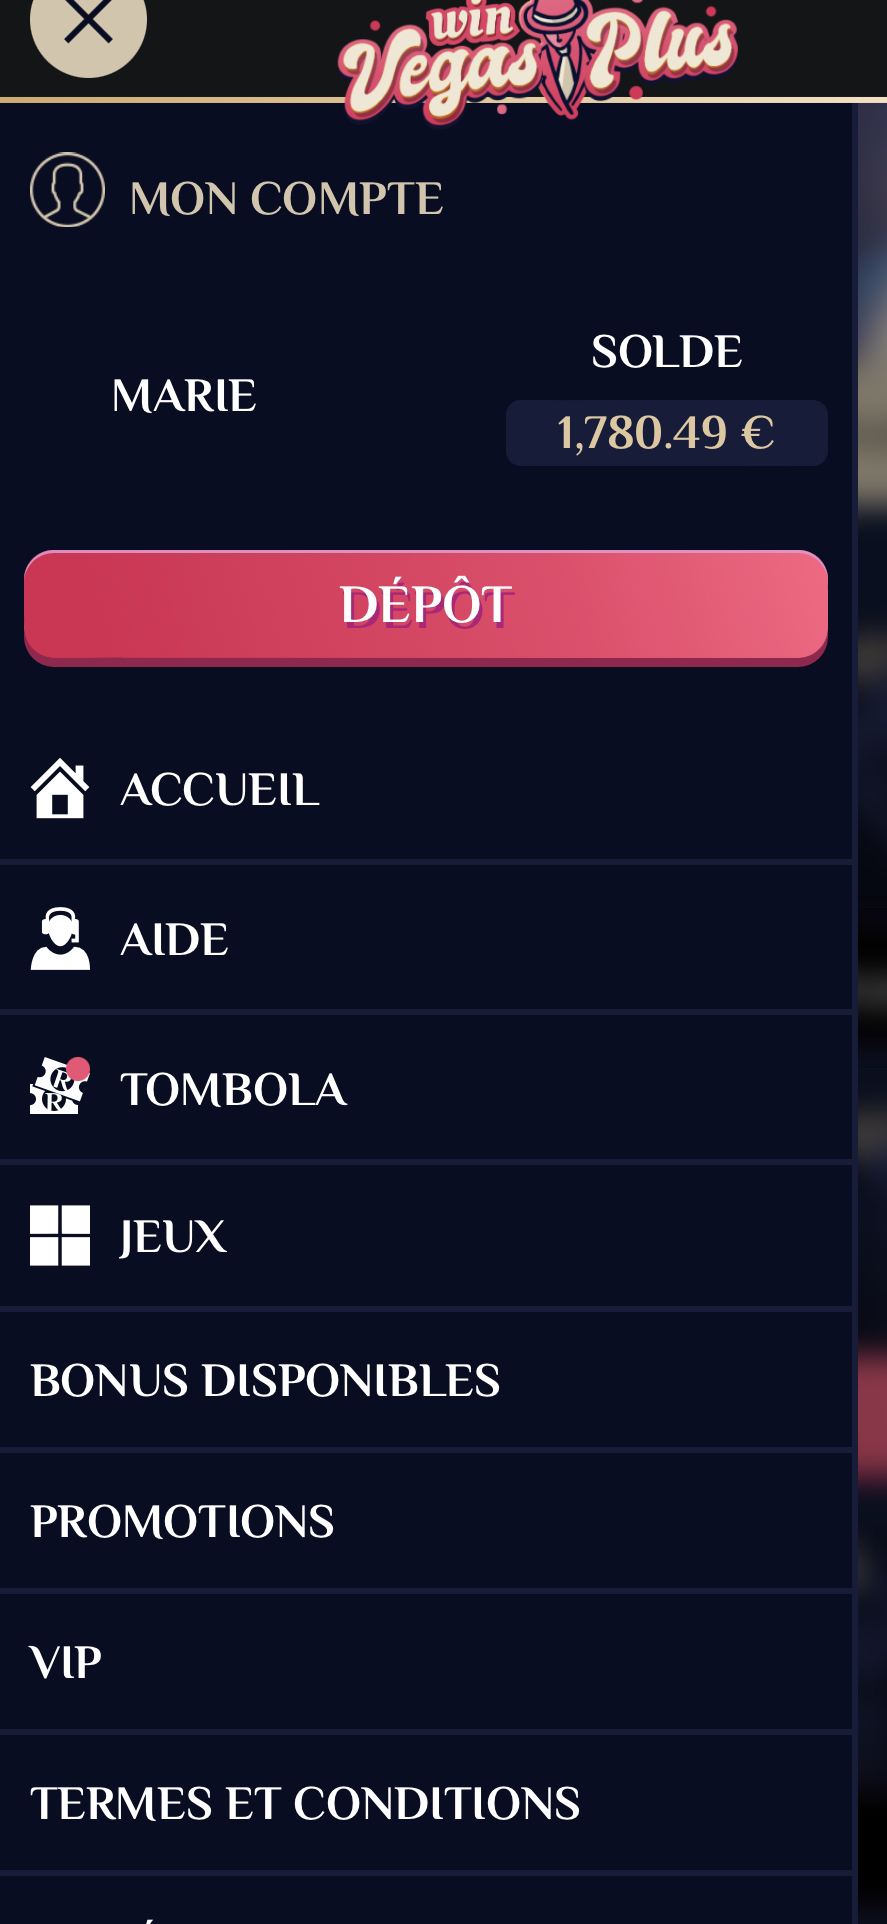 win
Vegas Plus
MON COMPTE
MARIE
SOLDE
1,780.49 €
DÉPÔT
ACCUEIL
AIDE
R
R
TOMBOLA
JEUX
BONUS DISPONIBLES
PROMOTIONS
VIP
TERMES ET CONDITIONS